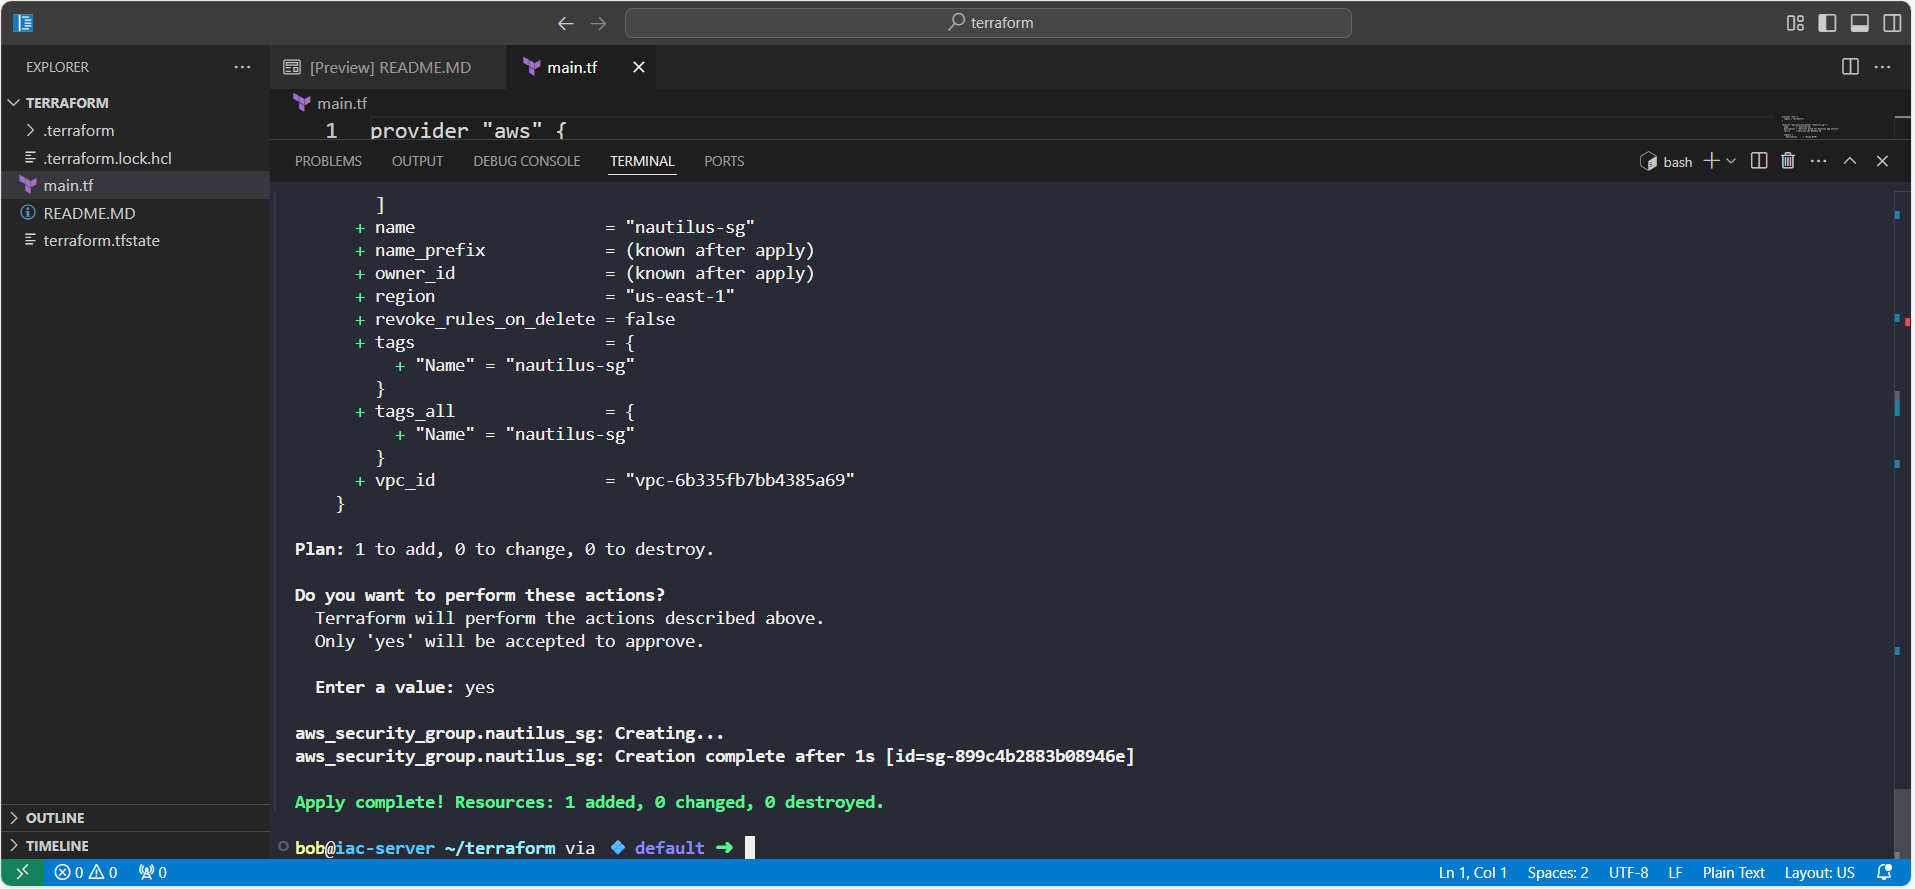 terraform
EXPLORER
[Preview] README.MD
main.tf
TERRAFORM
.terraform
.terraform.lock.hcl
main.tf
README.MD
terraform.tfstate
OUTLINE
TIMELINE
main.tf
1 provider "aws" {
PROBLEMS OUTPUT DEBUG CONSOLE TERMINAL PORTS
bash
]
+ name = "nautilus-sg"
+ name_prefix = (known after apply)
+ owner_id = (known after apply)
+ region = "us-east-1"
+ revoke_rules_on_delete = false
+ tags = {
+ "Name" = "nautilus-sg"
}
+ tags_all = {
+ "Name" = "nautilus-sg"
}
+ vpc_id = "vpc-6b335fb7bb4385a69"
}
Plan: 1 to add, 0 to change, 0 to destroy.
Do you want to perform these actions?
Terraform will perform the actions described above.
Only 'yes' will be accepted to approve.
Enter a value: yes
aws_security_group.nautilus_sg: Creating...
aws_security_group.nautilus_sg: Creation complete after 1s [id=sg-899c4b2883b08946e]
Apply complete! Resources: 1 added, 0 changed, 0 destroyed.
bob@iac-server ~/terraform via default ➜
0 0 0
Ln 1, Col 1 Spaces: 2 UTF-8 LF Plain Text Layout: US